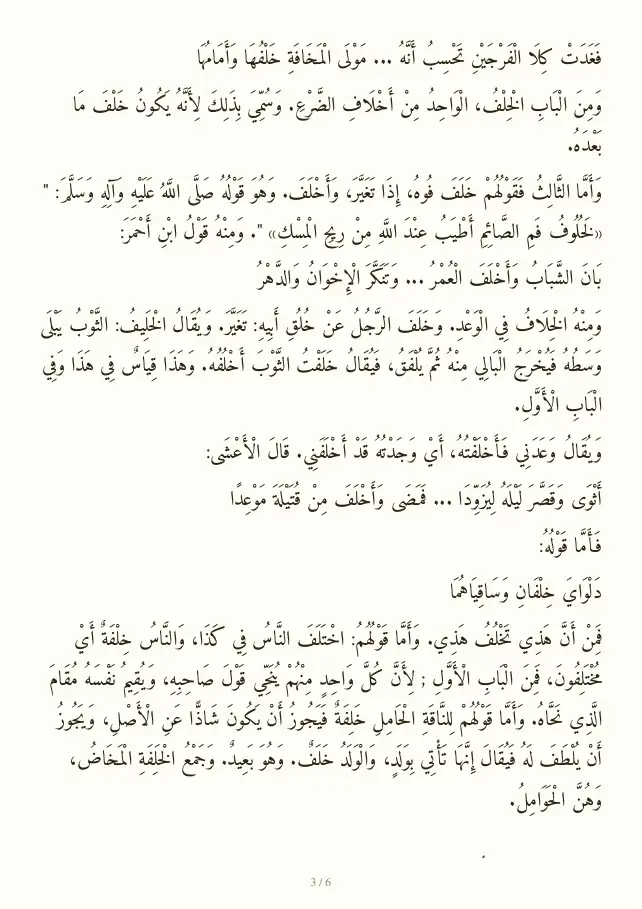 فَغَدَتْ كِلَا الْفَرْجَيْنِ تَحْسِبُ أَنَّهُ ... مَوْلَى الْمَخَافَةِ خَلْفُهَا وَأَمَامُهَا
وَمِنَ الْبَابِ الْخِلْفُ، الْوَاحِدُ مِنْ أَخْلَافِ الضَّرْعِ. وَسُمِّيَ بِذَلِكَ لِأَنَّهُ يَكُونُ خَلْفَ مَا
بَعْدَهُ.
وَأَمَّا الثَّالِثُ فَقَوْلُهُمْ خَلَفَ فُوهُ، إِذَا تَغَيَّرَ، وَأَخْلَفَ. وَهُوَ قَوْلُهُ صَلَّى اللَّهُ عَلَيْهِ وَآلِهِ وَسَلَّمَ: "
«لَخُلُوفُ فَمِ الصَّائِمِ أَطْيَبُ عِنْدَ اللَّهِ مِنْ رِيحِ الْمِسْكِ» ". وَمِنْهُ قَوْلُ ابْنِ أَحْمَرَ:
بَانَ الشَّبَابُ وَأَخْلَفَ الْعُمْرُ ... وَتَنَكَّرَ الْإِخْوَانُ وَالدَّهْرُ
وَمِنْهُ الْخِلَافُ فِي الْوَعْدِ. وَخَلَفَ الرَّجُلُ عَنْ خُلُقِ أَبِيهِ: تَغَيَّرَ. وَيُقَالُ الْخَلِيفُ: الثَّوْبُ يَبْلَى
وَسَطُهُ فَيُخْرَجُ الْبَالِي مِنْهُ ثُمَّ يُلْفَقُ، فَيُقَالُ خَلَفْتُ الثَّوْبَ أَخْلُفُهُ. وَهَذَا قِيَاسٌ فِي هَذَا وَفِي
الْبَابِ الْأَوَّلِ.
وَيُقَالُ وَعَدَنِي فَأَخْلَفْتُهُ، أَيْ وَجَدْتُهُ قَدْ أَخْلَفَنِي. قَالَ الْأَعْشَى:
أَثْوَى وَقَصَّرَ لَيْلَهُ لِيُزَوَّدَا ... فَمَضَى وَأَخْلَفَ مِنْ قُتَيْلَةَ مَوْعِدًا
فَأَمَّا قَوْلُهُ:
دَلْوَايَ خِلْفَانِ وَسَاقِيَاهُمَا
فَمِنْ أَنَّ هَذِي تَخْلُفُ هَذِي. وَأَمَّا قَوْلُهُمْ: اخْتَلَفَ النَّاسُ فِي كَذَا، وَالنَّاسُ خِلْفَةٌ أَيْ
مُخْتَلِفُونَ، فَمِنَ الْبَابِ الْأَوَّلِ ; لِأَنَّ كُلَّ وَاحِدٍ مِنْهُمْ يُنَحِّي قَوْلَ صَاحِبِهِ، وَيُقِيمُ نَفْسَهُ مُقَامَ
الَّذِي نَحَّاهُ. وَأَمَّا قَوْلُهُمْ لِلنَّاقَةِ الْحَامِلِ خَلِفَةٌ فَيَجُوزُ أَنْ يَكُونَ شَاذًّا عَنِ الْأَصْلِ، وَيَجُوزُ
أَنْ يُلْطَفَ لَهُ فَيُقَالَ إِنَّهَا تَأْتِي بِوَلَدٍ، وَالْوَلَدُ خَلَفٌ. وَهُوَ بَعِيدٌ. وَجَمْعُ الْخَلِفَةِ الْمَخَاضُ،
وَهُنَّ الْحَوَامِلُ.
3 / 6